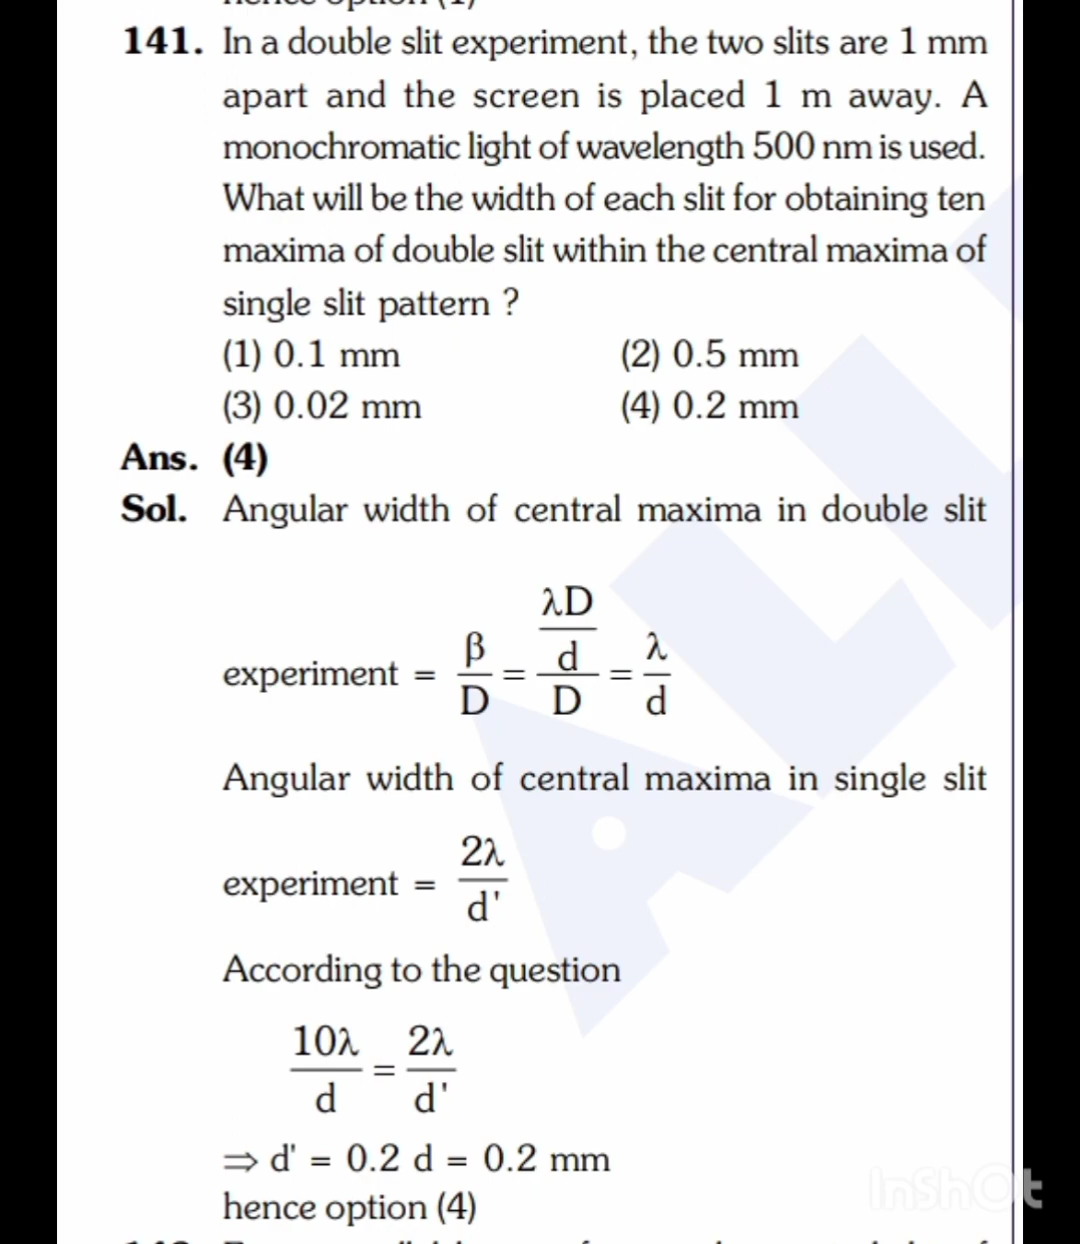 hence option (1)
141. In a double slit experiment, the two slits are 1 mm
apart and the screen is placed 1 m away. A
monochromatic light of wavelength 500 nm is used.
What will be the width of each slit for obtaining ten
maxima of double slit within the central maxima of
single slit pattern ?
(1) 0.1 mm (2) 0.5 mm
(3) 0.02 mm (4) 0.2 mm
Ans. (4)
Sol. Angular width of central maxima in double slit
experiment = β/D = (λD/d)/D = λ/d
Angular width of central maxima in single slit
experiment = 2λ/d'
According to the question
10λ/d = 2λ/d'
⇒ d' = 0.2 d = 0.2 mm
hence option (4)
InShOt